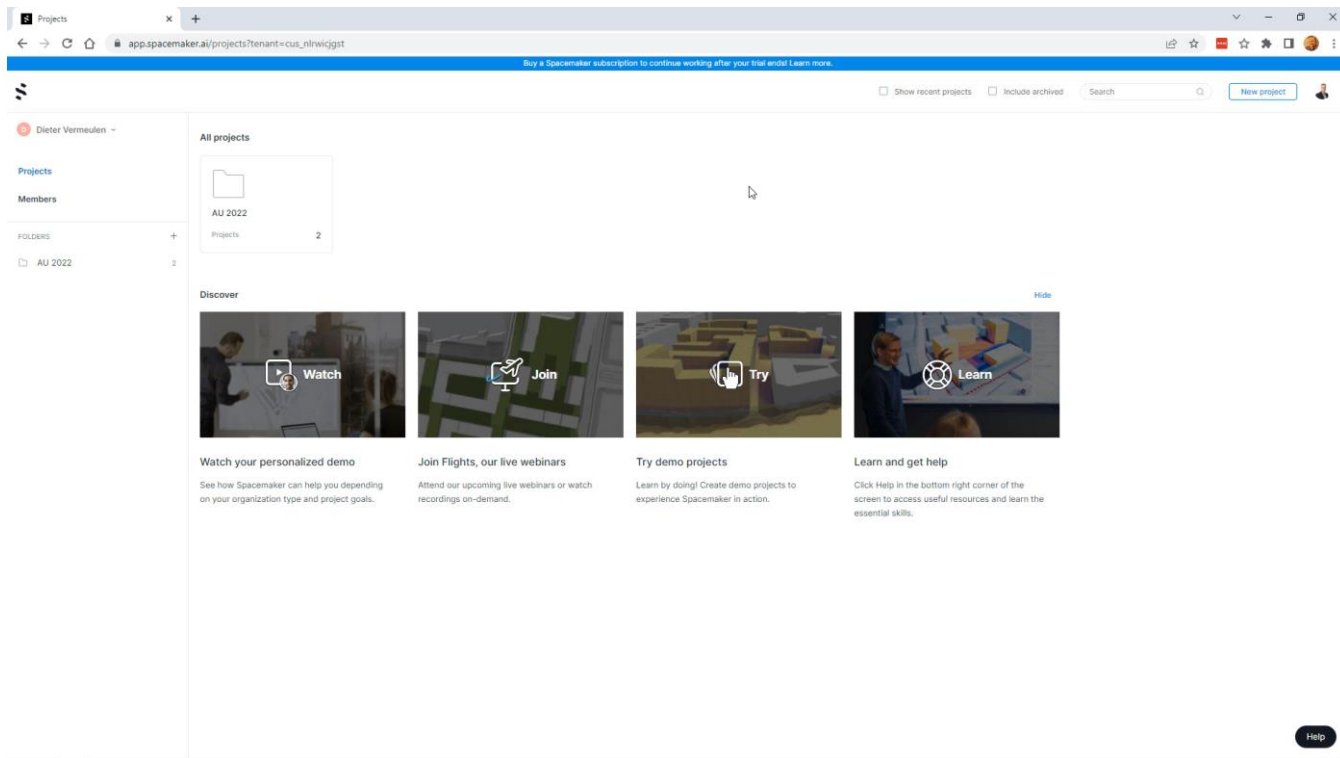 Projects
app.spacemaker.ai/projects?tenant=cus_nlrwicjgst
Buy a Spacemaker subscription to continue working after your trial ends! Learn more.
Show recent projects Include archived Search New project
D Dieter Vermeulen
Projects
Members
FOLDERS +
AU 2022 2
All projects
AU 2022
Projects 2
Discover Hide
Watch Join Try Learn
Watch your personalized demo
See how Spacemaker can help you depending
on your organization type and project goals.
Join Flights, our live webinars
Attend our upcoming live webinars or watch
recordings on-demand.
Try demo projects
Learn by doing! Create demo projects to
experience Spacemaker in action.
Learn and get help
Click Help in the bottom right corner of the
screen to access useful resources and learn the
essential skills.
Help